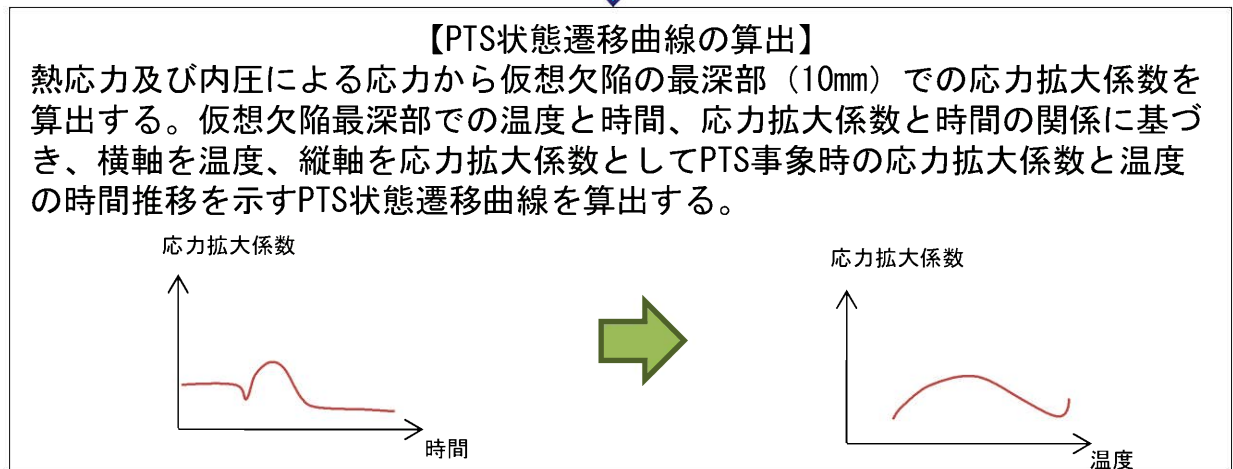 【PTS状態遷移曲線の算出】
熱応力及び内圧による応力から仮想欠陥の最深部（10mm）での応力拡大係数を
算出する。仮想欠陥最深部での温度と時間、応力拡大係数と時間の関係に基づ
き、横軸を温度、縦軸を応力拡大係数としてPTS事象時の応力拡大係数と温度
の時間推移を示すPTS状態遷移曲線を算出する。
応力拡大係数
時間
応力拡大係数
温度